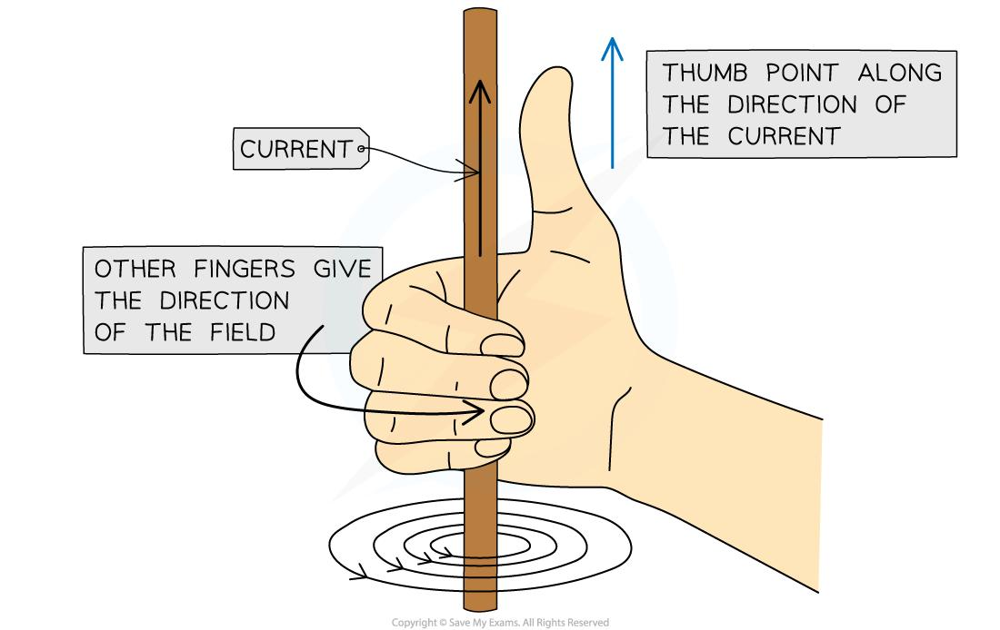 THUMB POINT ALONG
THE DIRECTION OF
THE CURRENT
CURRENT
OTHER FINGERS GIVE
THE DIRECTION
OF THE FIELD
Copyright © Save My Exams. All Rights Reserved